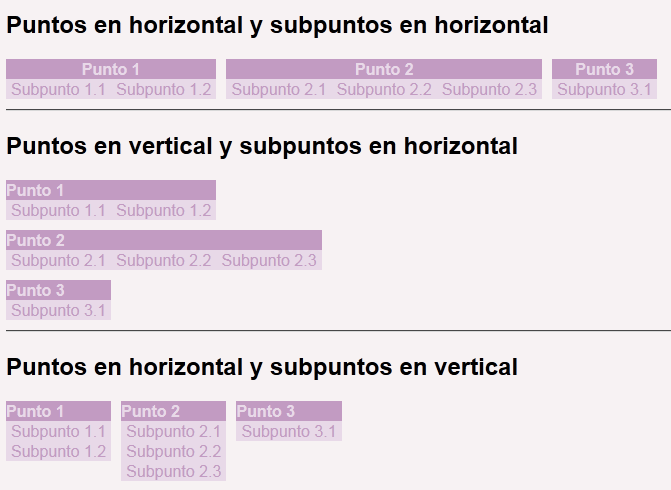 Puntos en horizontal y subpuntos en horizontal
Punto 1 Punto 2 Punto 3
Subpunto 1.1 Subpunto 1.2 Subpunto 2.1 Subpunto 2.2 Subpunto 2.3 Subpunto 3.1
Puntos en vertical y subpuntos en horizontal
Punto 1
Subpunto 1.1 Subpunto 1.2
Punto 2
Subpunto 2.1 Subpunto 2.2 Subpunto 2.3
Punto 3
Subpunto 3.1
Puntos en horizontal y subpuntos en vertical
Punto 1 Punto 2 Punto 3
Subpunto 1.1 Subpunto 2.1 Subpunto 3.1
Subpunto 1.2 Subpunto 2.2
Subpunto 2.3